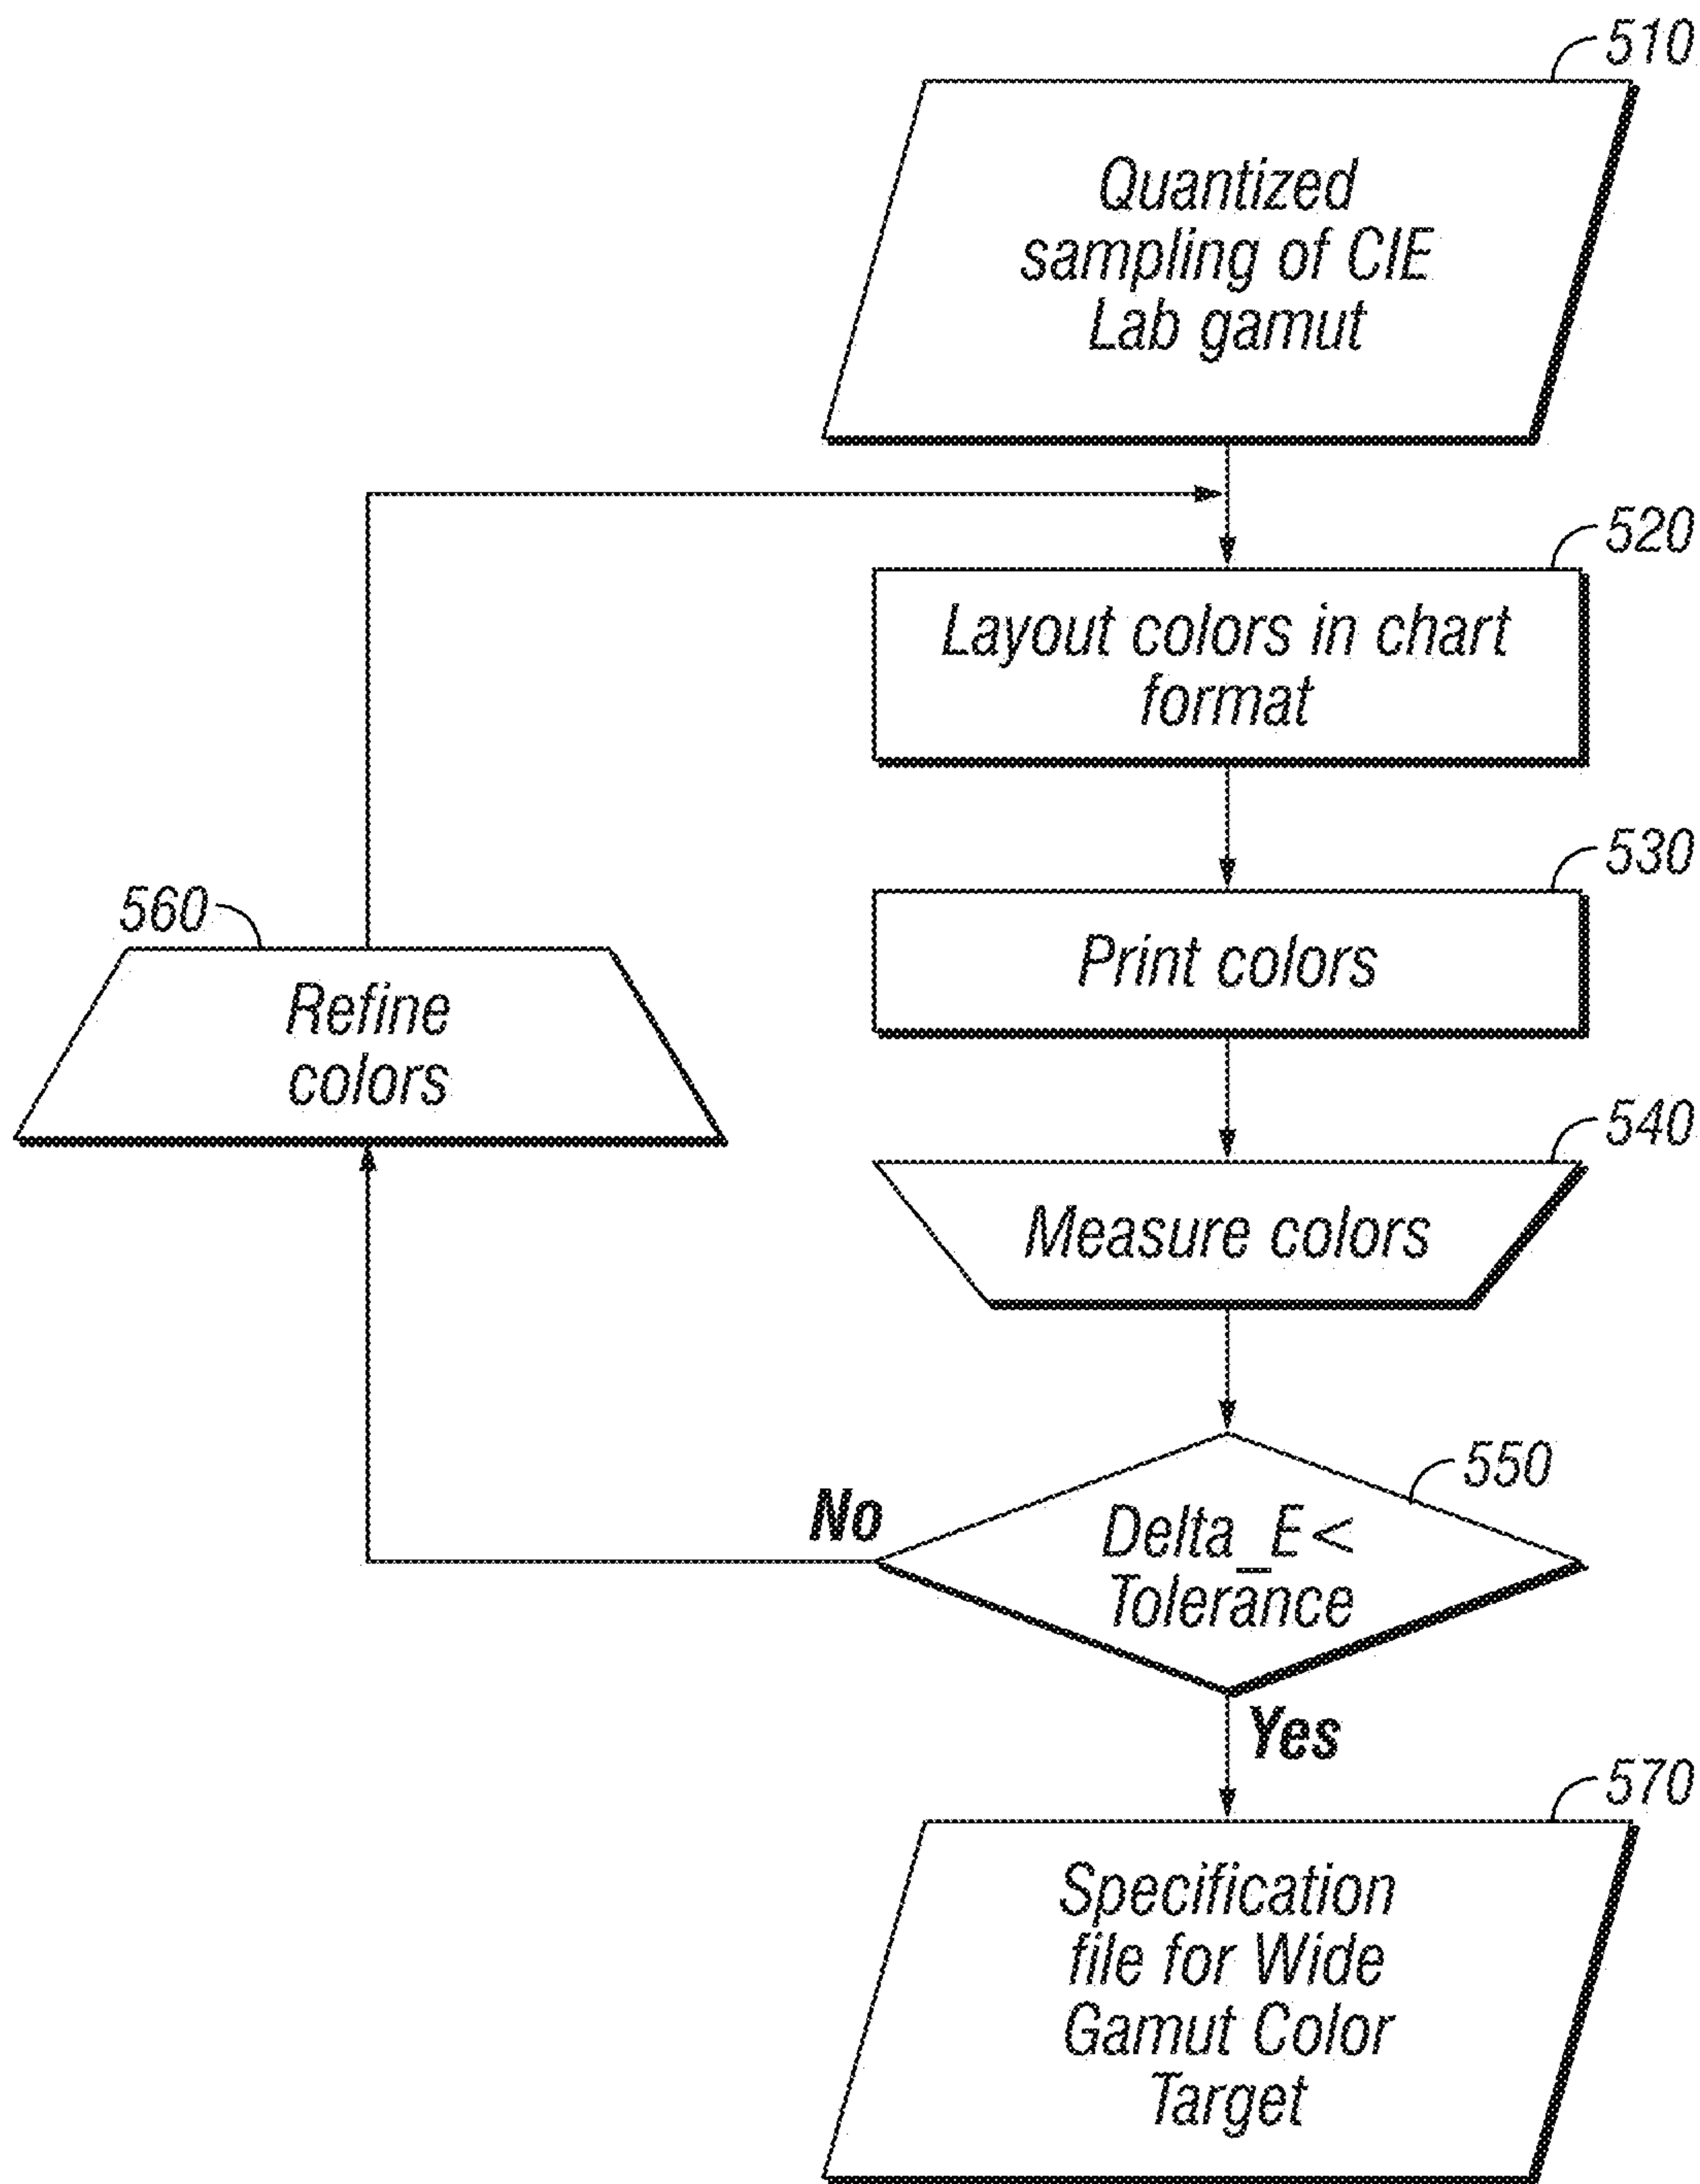 510
Quantized
sampling of CIE
Lab gamut
520
Layout colors in chart
format
530
Print colors
560
Refine
colors
540
Measure colors
550
No
Delta_E<
Tolerance
Yes
570
Specification
file for Wide
Gamut Color
Target